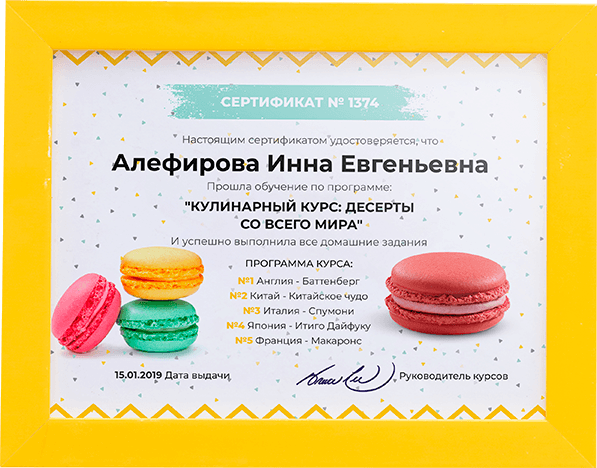 СЕРТИФИКАТ № 1374
Настоящим сертификатом удостоверяется, что
Алефирова Инна Евгеньевна
Прошла обучение по программе:
"КУЛИНАРНЫЙ КУРС: ДЕСЕРТЫ
СО ВСЕГО МИРА"
И успешно выполнила все домашние задания
ПРОГРАММА КУРСА:
№1 Англия - Баттенберг
№2 Китай - Китайское чудо
№3 Италия - Спумони
№4 Япония - Итиго Дайфуку
№5 Франция - Макаронс
15.01.2019 Дата выдачи
Руководитель курсов